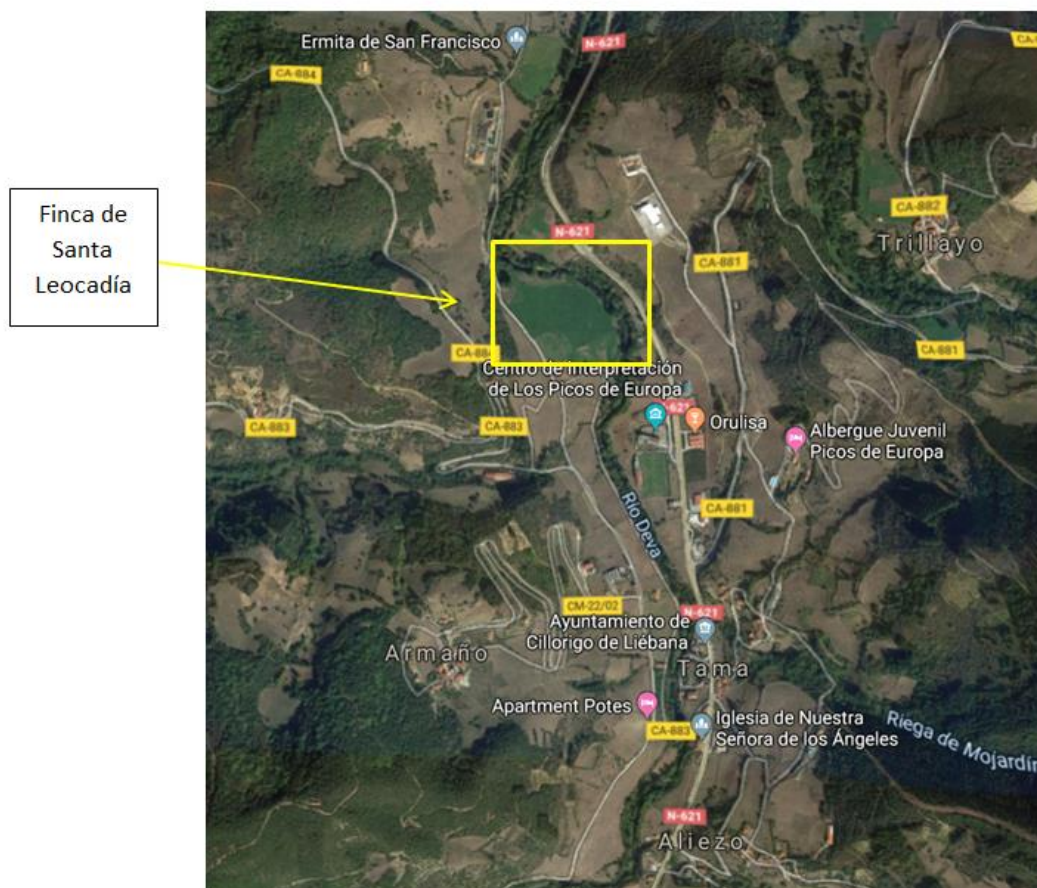 Ermita de San Francisco
N-621
CA-884
Finca de
Santa
Leocadía
CA-882
Trillayo
N-621
CA-881
CA-881
CA-884
Centro de Interpretación
de Los Picos de Europa
N-621
Orulisa
Albergue Juvenil
Picos de Europa
CA-883
CA-883
Río Deva
CA-881
CM-22/02
N-621
Ayuntamiento de
Cillorigo de Liébana
Armaño
Tama
Apartment Potes
CA-883
Iglesia de Nuestra
Señora de los Ángeles
Riega de Mojardín
N-621
Aliezo